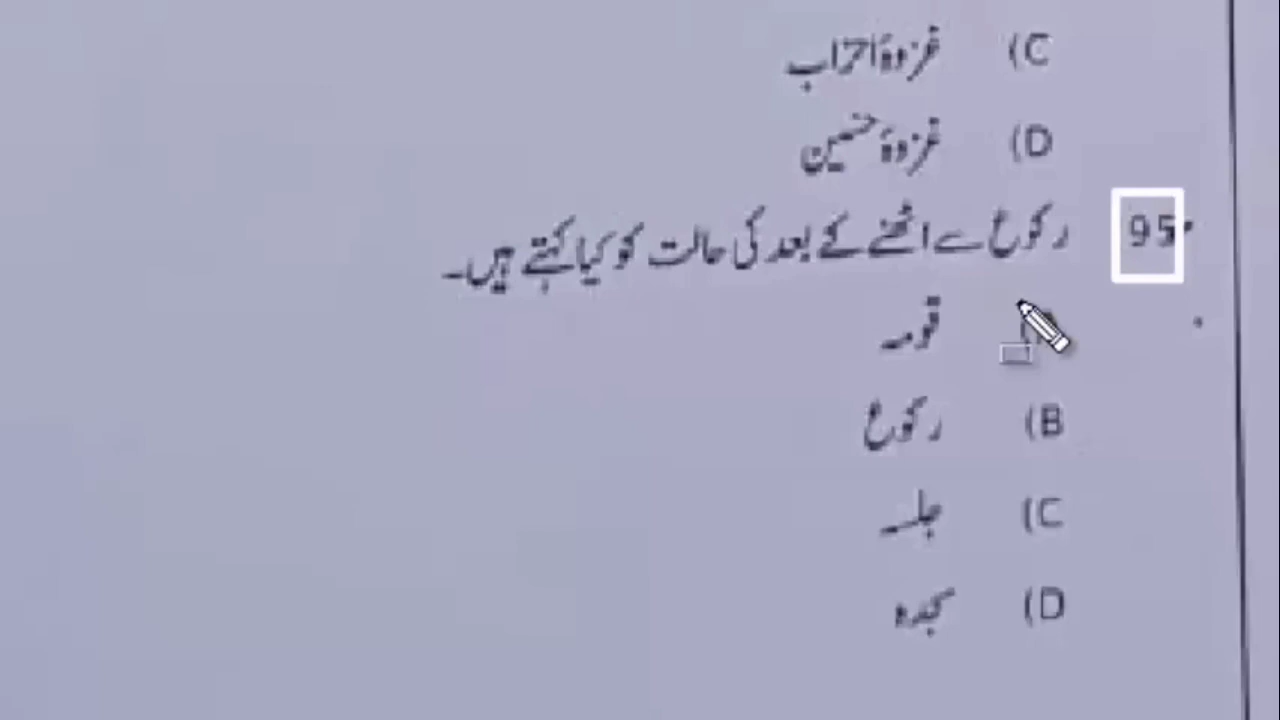 C) غزوۂ احزاب
D) غزوۂ حنین
95. رکوع سے اٹھنے کے بعد کی حالت کو کیا کہتے ہیں۔
قومہ
B) رکوع
C) جلسہ
D) سجدہ